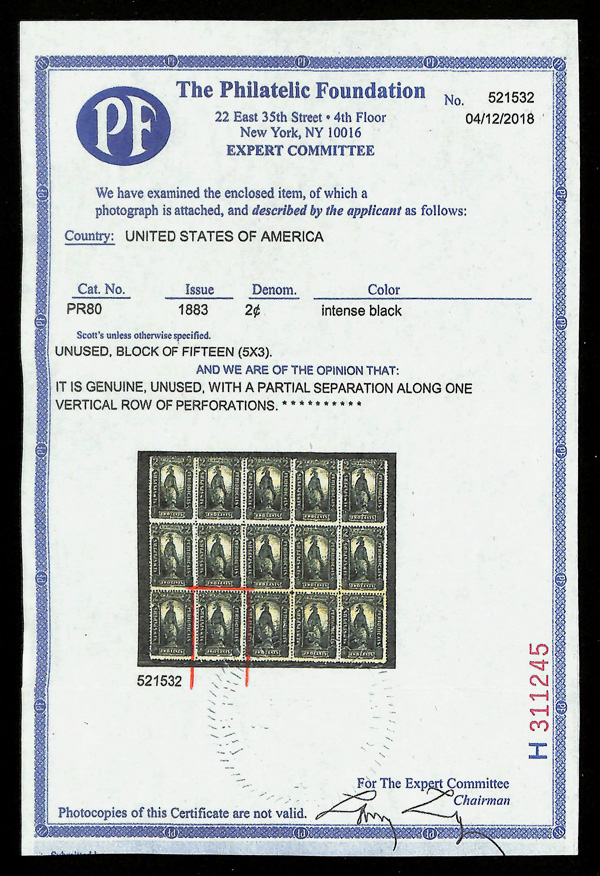 PF
The Philatelic Foundation
22 East 35th Street • 4th Floor
New York, NY 10016
EXPERT COMMITTEE
No. 521532
04/12/2018
We have examined the enclosed item, of which a
photograph is attached, and described by the applicant as follows:
Country: UNITED STATES OF AMERICA
Cat. No. Issue Denom. Color
PR80 1883 2¢ intense black
Scott's unless otherwise specified.
UNUSED, BLOCK OF FIFTEEN (5X3).
AND WE ARE OF THE OPINION THAT:
IT IS GENUINE, UNUSED, WITH A PARTIAL SEPARATION ALONG ONE
VERTICAL ROW OF PERFORATIONS. * * * * * * * * * *
521532
H 311245
For The Expert Committee
Chairman
Photocopies of this Certificate are not valid.